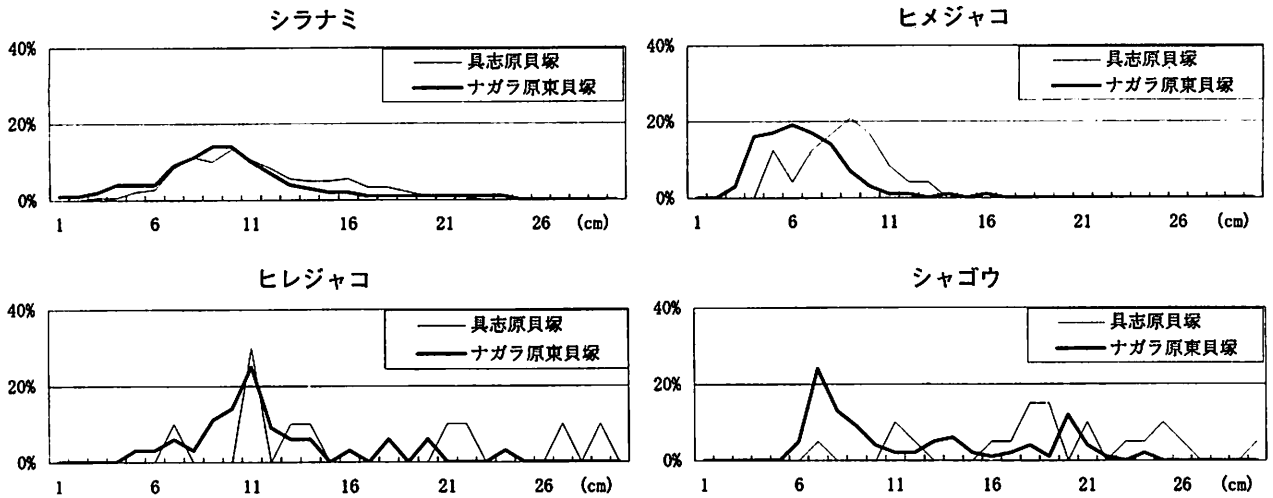 シラナミ
40%
20%
0%
具志原貝塚
ナガラ原東貝塚
1 6 11 16 21 26 (cm)
ヒメジャコ
40%
20%
0%
具志原貝塚
ナガラ原東貝塚
1 6 11 16 21 26 (cm)
ヒレジャコ
40%
20%
0%
具志原貝塚
ナガラ原東貝塚
1 6 11 16 21 26 (cm)
シャゴウ
40%
20%
0%
具志原貝塚
ナガラ原東貝塚
1 6 11 16 21 26 (cm)